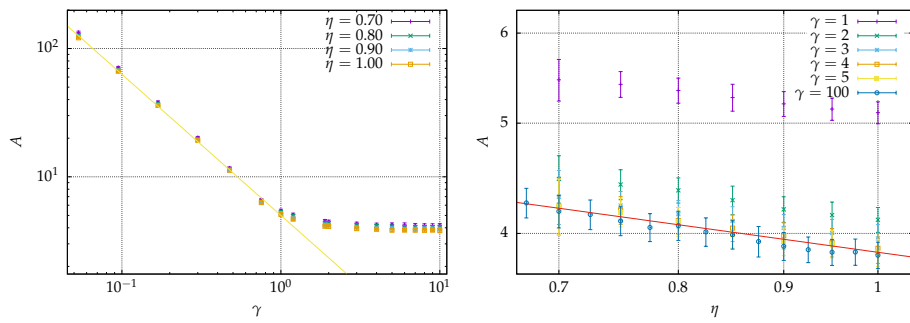 10²
10¹
A
10⁻¹
10⁰
10¹
γ
η = 0.70
η = 0.80
η = 0.90
η = 1.00
6
5
4
A
0.7
0.8
0.9
1
η
γ = 1
γ = 2
γ = 3
γ = 4
γ = 5
γ = 100